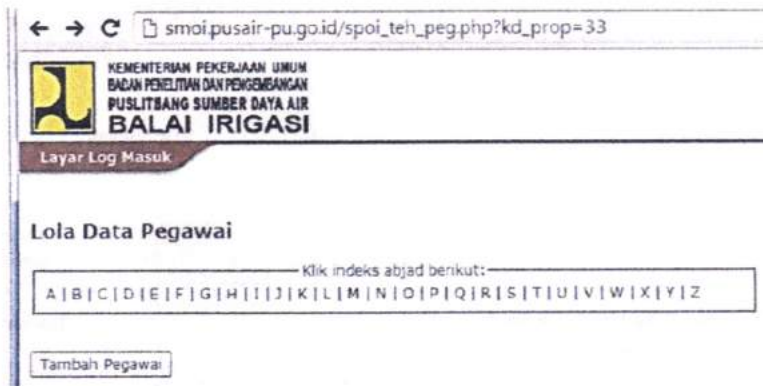 smoi.pusair-pu.go.id/spoi_teh_peg.php?kd_prop=33
KEMENTERIAN PEKERJAAN UMUM
BADAN PENELITIAN DAN PENGEMBANGAN
PUSLITBANG SUMBER DAYA AIR
BALAI IRIGASI
Layar Log Masuk
Lola Data Pegawai
Klik indeks abjad berikut:
A | B | C | D | E | F | G | H | I | J | K | L | M | N | O | P | Q | R | S | T | U | V | W | X | Y | Z
Tambah Pegawai